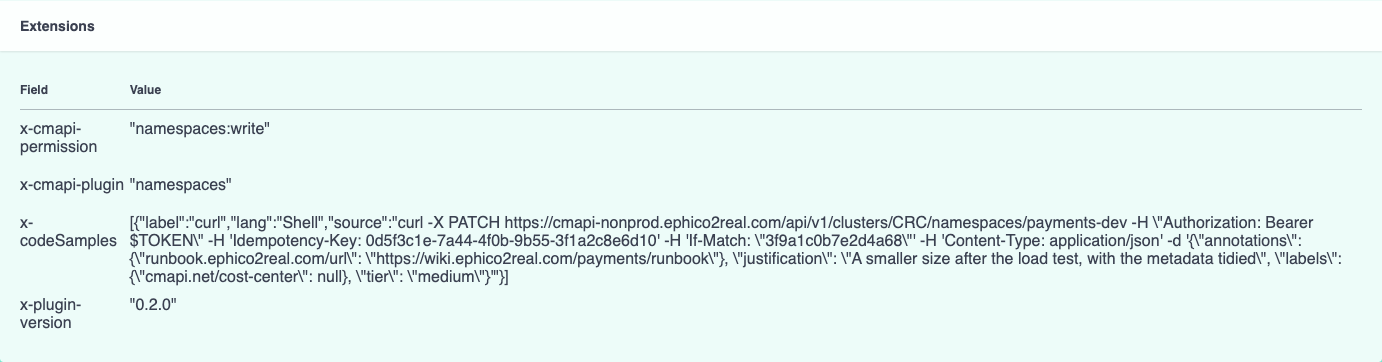 Extensions
Field Value
x-cmapi-permission "namespaces:write"
x-cmapi-plugin "namespaces"
x-codeSamples [{"label":"curl","lang":"Shell","source":"curl -X PATCH https://cmapi-nonprod.ephico2real.com/api/v1/clusters/CRC/namespaces/payments-dev -H \"Authorization: Bearer
$TOKEN\" -H 'Idempotency-Key: 0d5f3c1e-7a44-4f0b-9b55-3f1a2c8e6d10' -H 'If-Match: \"3f9a1c0b7e2d4a68\"' -H 'Content-Type: application/json' -d '{\"annotations\":
{\"runbook.ephico2real.com/url\": \"https://wiki.ephico2real.com/payments/runbook\"}, \"justification\": \"A smaller size after the load test, with the metadata tidied\", \"labels\":
{\"cmapi.net/cost-center\": null}, \"tier\": \"medium\"}'"}]
x-plugin-version "0.2.0"